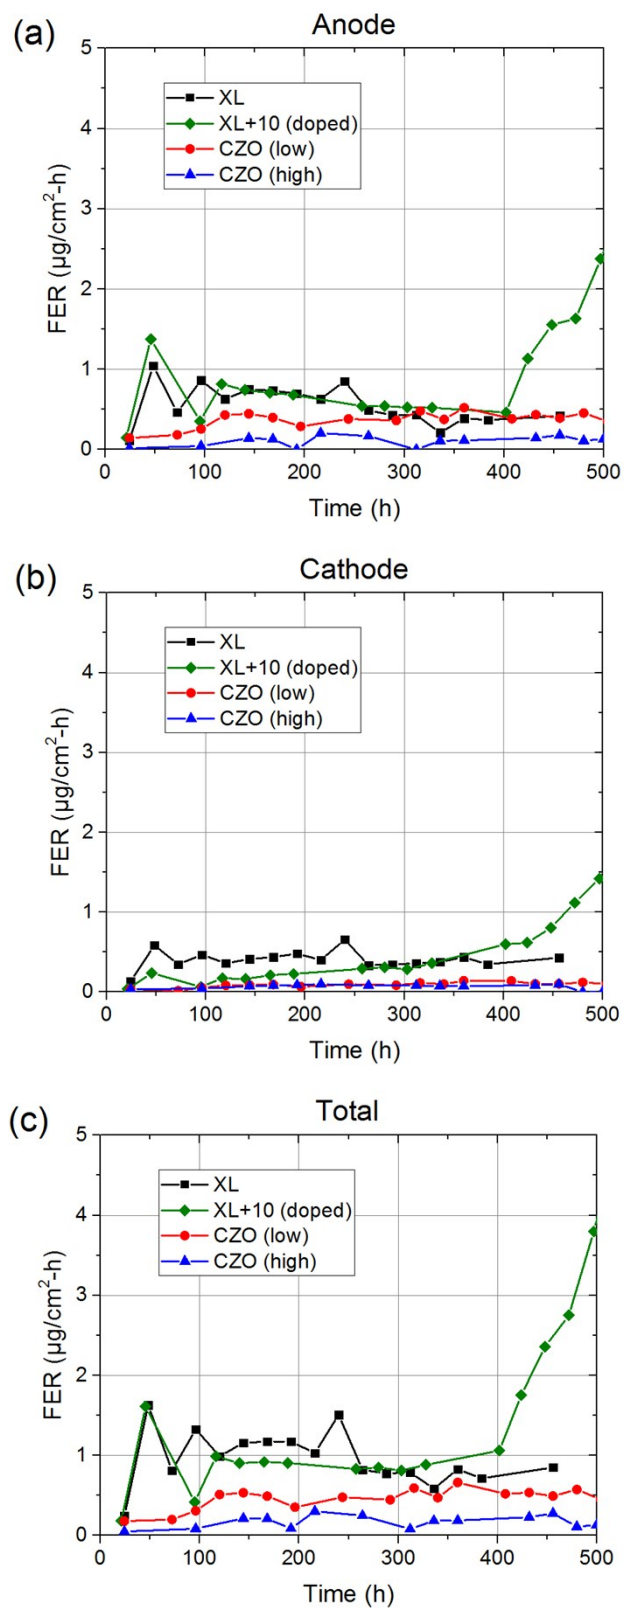 (a)
Anode
5
4
3
2
1
0
FER (µg/cm²-h)
XL
XL+10 (doped)
CZO (low)
CZO (high)
0 100 200 300 400 500
Time (h)
(b)
Cathode
5
4
3
2
1
0
FER (µg/cm²-h)
XL
XL+10 (doped)
CZO (low)
CZO (high)
0 100 200 300 400 500
Time (h)
(c)
Total
5
4
3
2
1
0
FER (µg/cm²-h)
XL
XL+10 (doped)
CZO (low)
CZO (high)
0 100 200 300 400 500
Time (h)